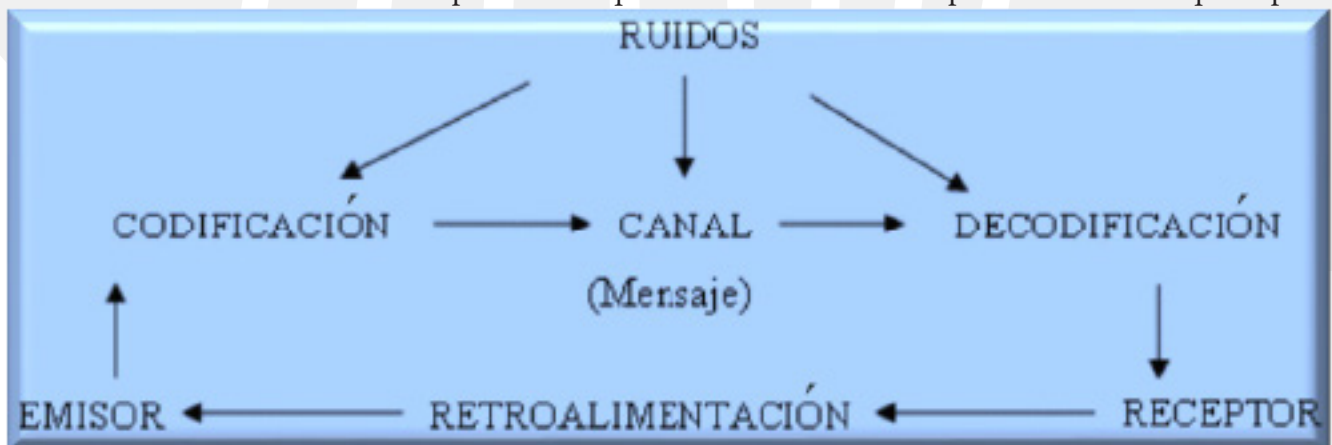 RUIDOS
CODIFICACIÓN CANAL DECODIFICACIÓN
(Mensaje)
EMISOR RETROALIMENTACIÓN RECEPTOR